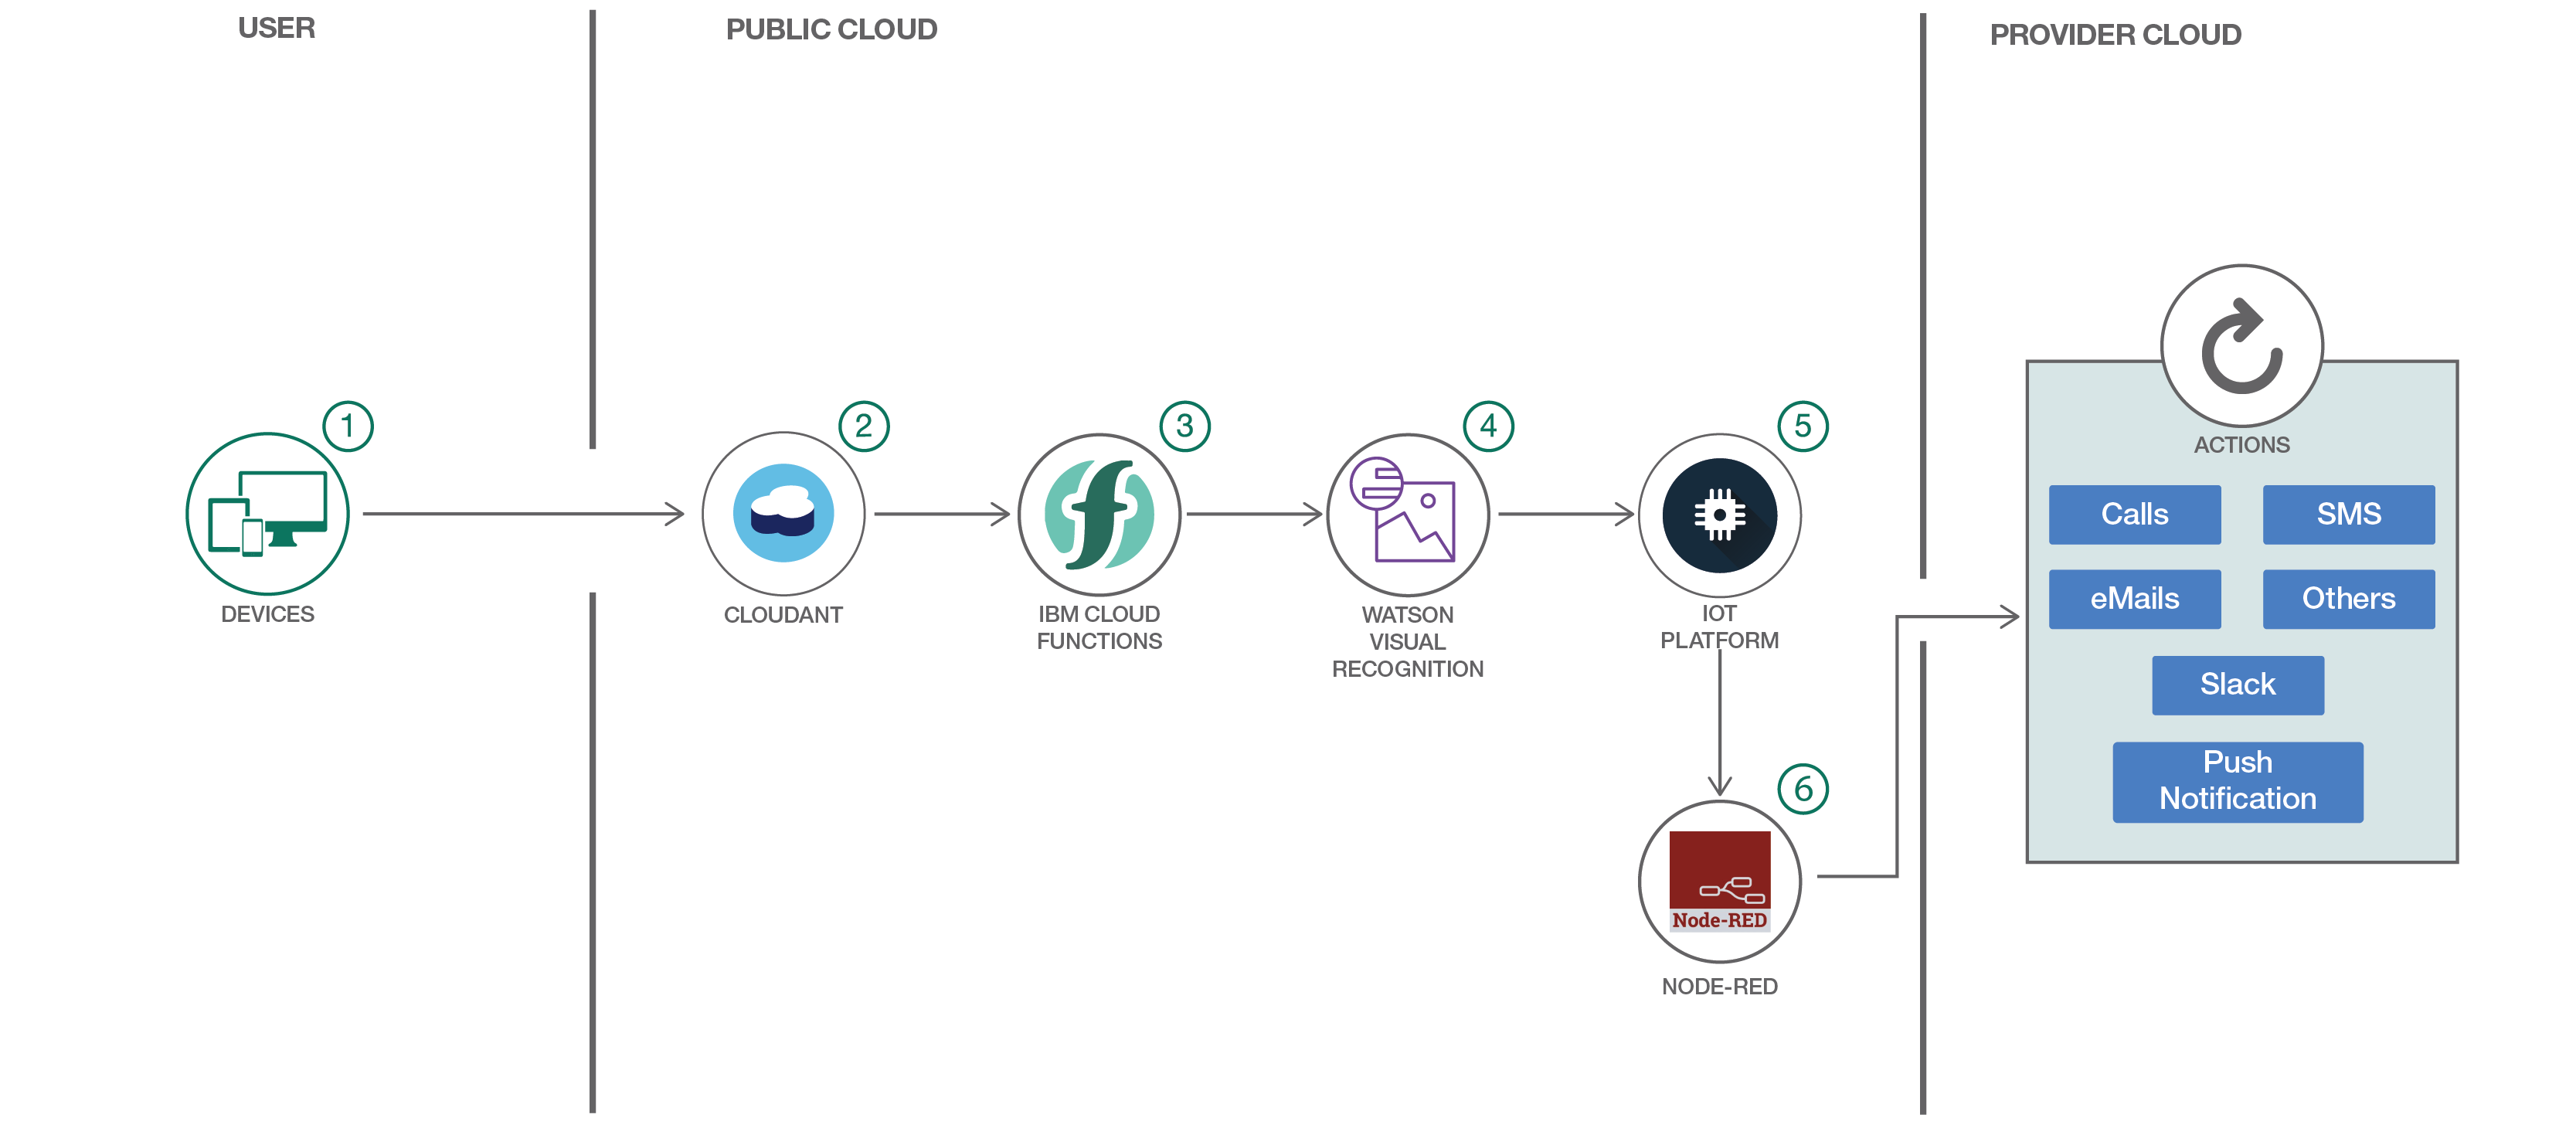 USER
PUBLIC CLOUD
PROVIDER CLOUD
1
DEVICES
2
CLOUDANT
3
IBM CLOUD
FUNCTIONS
4
WATSON
VISUAL
RECOGNITION
5
IOT
PLATFORM
6
Node-RED
NODE-RED
ACTIONS
Calls
SMS
eMails
Others
Slack
Push
Notification